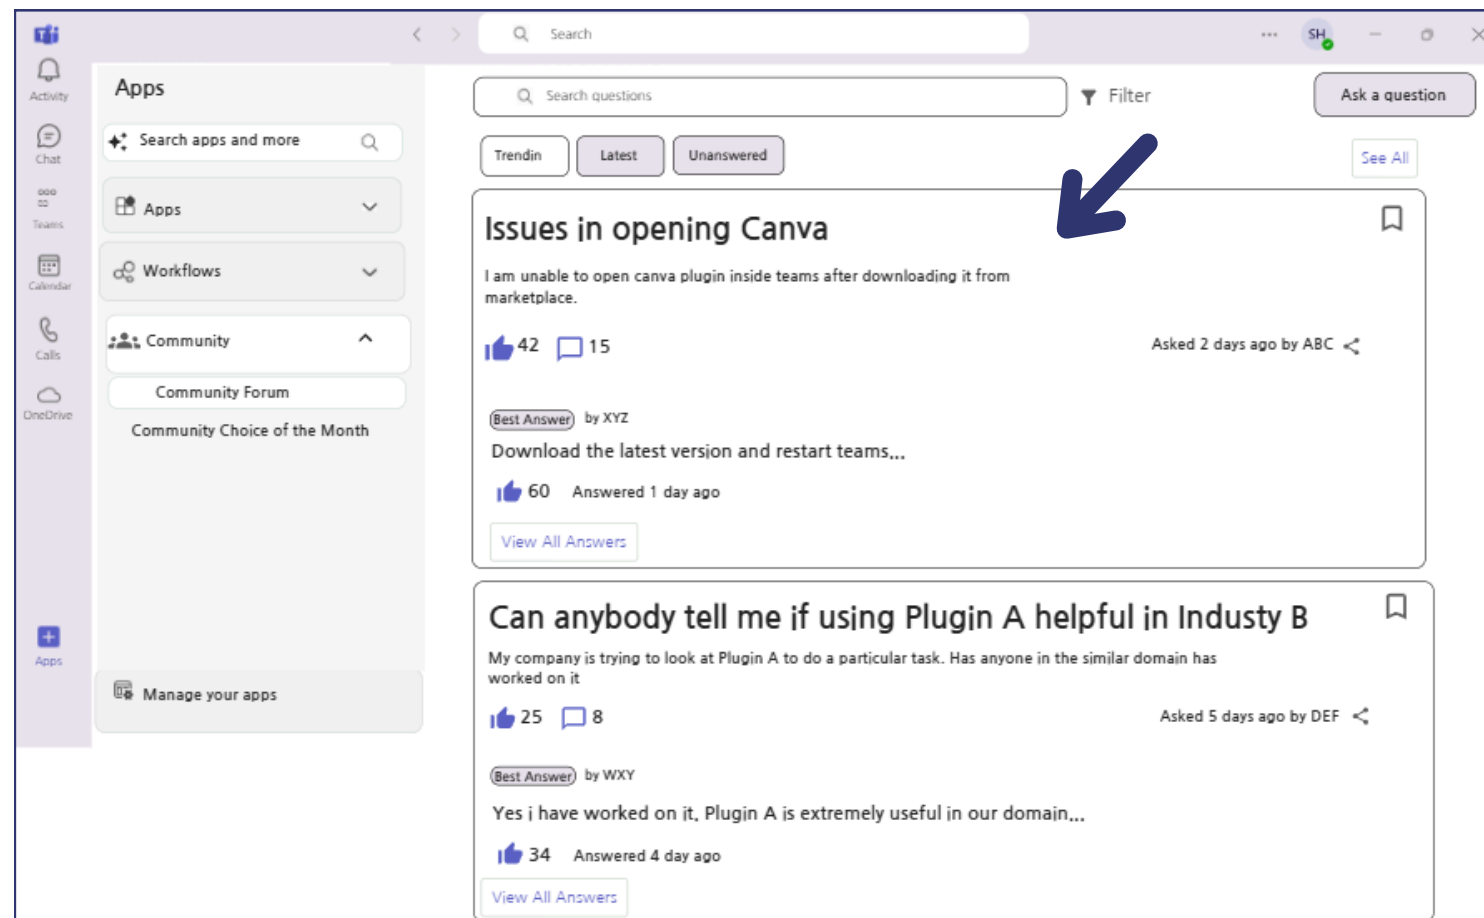 Search
SH
Activity
Chat
Teams
Calendar
Calls
OneDrive
Apps
Apps
Search apps and more
Apps
Workflows
Community
Community Forum
Community Choice of the Month
Manage your apps
Search questions
Filter
Ask a question
Trendin
Latest
Unanswered
See All
Issues in opening Canva
I am unable to open canva plugin inside teams after downloading it from
marketplace.
42
15
Asked 2 days ago by ABC
Best Answer by XYZ
Download the latest version and restart teams...
60 Answered 1 day ago
View All Answers
Can anybody tell me if using Plugin A helpful in Industy B
My company is trying to look at Plugin A to do a particular task. Has anyone in the similar domain has
worked on it
25
8
Asked 5 days ago by DEF
Best Answer by WXY
Yes i have worked on it. Plugin A is extremely useful in our domain...
34 Answered 4 day ago
View All Answers